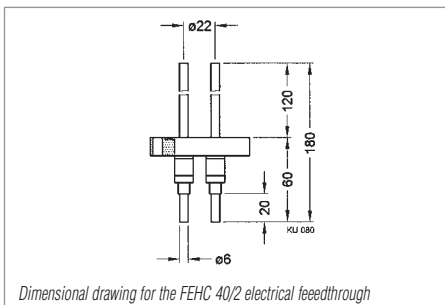 ø22
120
180
60
20
KU 080
ø6
Dimensional drawing for the FEHC 40/2 electrical feeedthrough